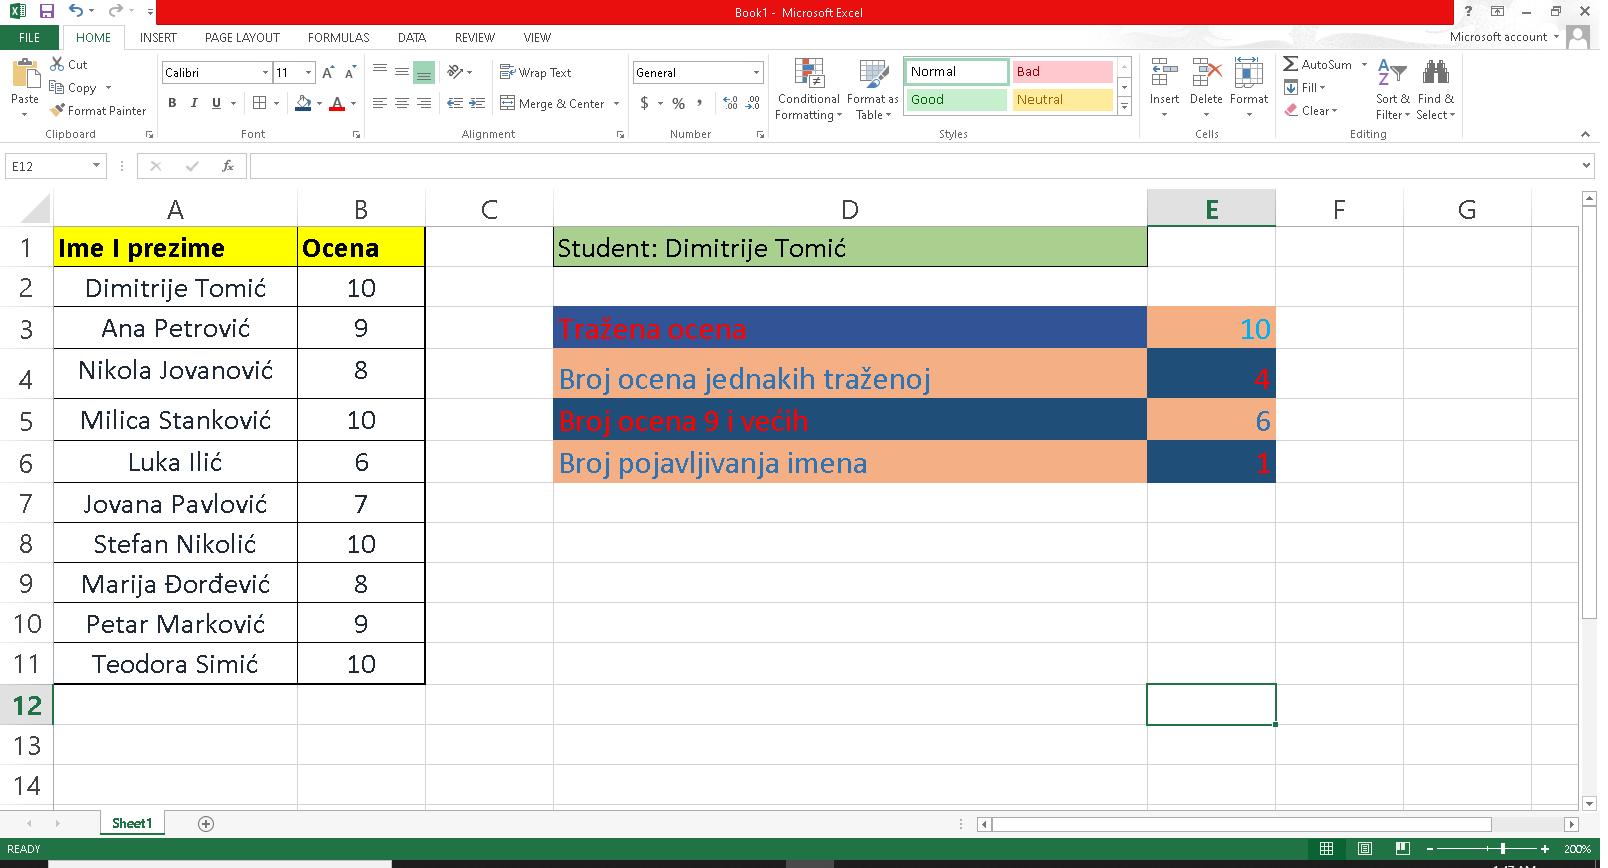 Book1 - Microsoft Excel
?
FILE HOME INSERT PAGE LAYOUT FORMULAS DATA REVIEW VIEW Microsoft account
Paste Cut Copy Format Painter
Calibri 11
B I U
Wrap Text
Merge & Center
General
$ % , .00 .0
Conditional Formatting
Format as Table
Normal Bad
Good Neutral
Insert Delete Format
AutoSum
Fill
Clear
Sort & Filter
Find & Select
Clipboard Font Alignment Number Styles Cells Editing
E12 fx
A B C D E F G
1 Ime I prezime Ocena Student: Dimitrije Tomić
2 Dimitrije Tomić 10
3 Ana Petrović 9 Tražena ocena 10
4 Nikola Jovanović 8 Broj ocena jednakih traženoj 4
5 Milica Stanković 10 Broj ocena 9 i većih 6
6 Luka Ilić 6 Broj pojavljivanja imena 1
7 Jovana Pavlović 7
8 Stefan Nikolić 10
9 Marija Đorđević 8
10 Petar Marković 9
11 Teodora Simić 10
12
13
14
Sheet1
READY 200%